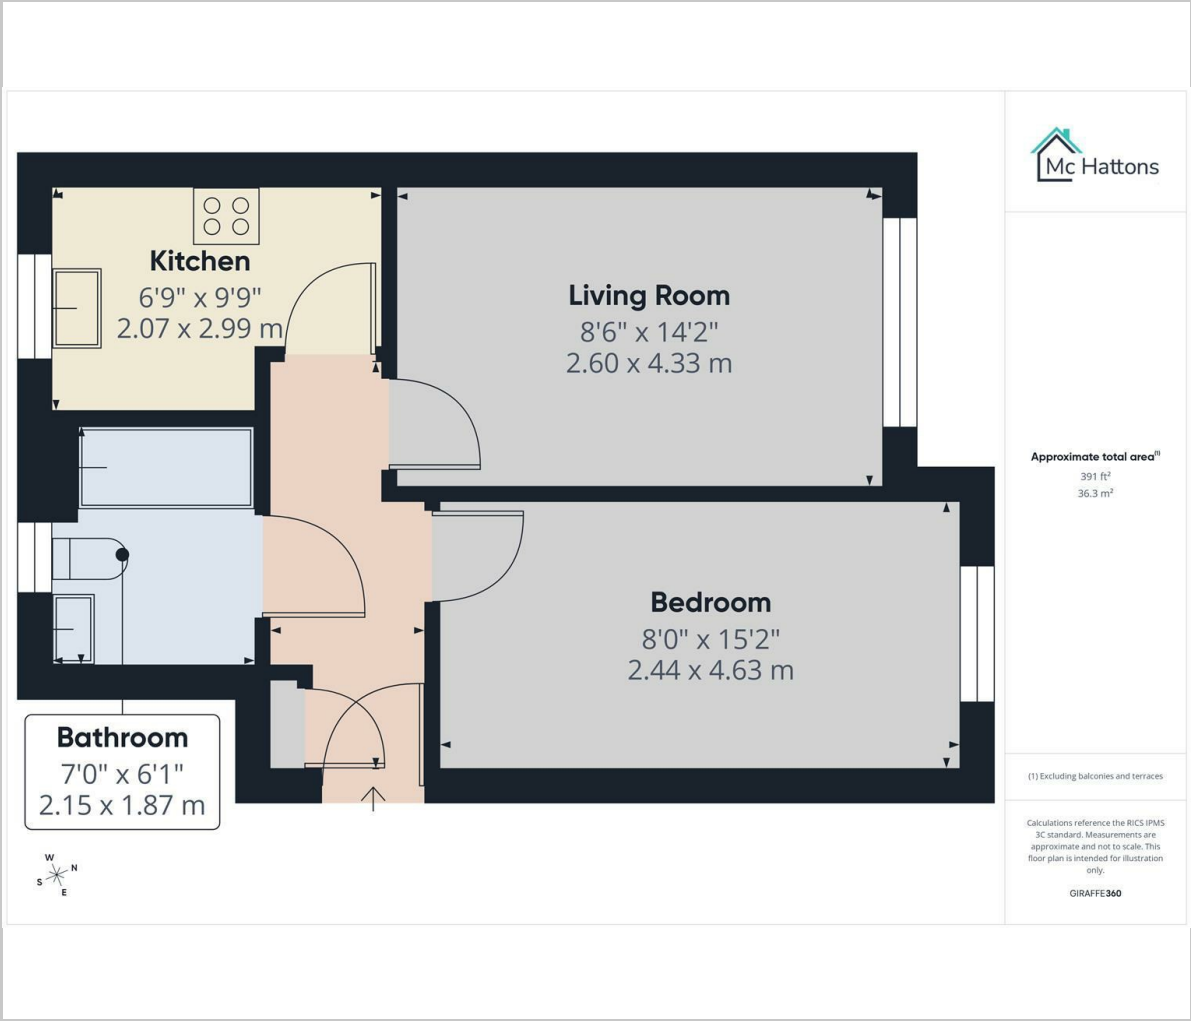 Mc Hattons
Kitchen
6'9" x 9'9"
2.07 x 2.99 m
Living Room
8'6" x 14'2"
2.60 x 4.33 m
Bedroom
8'0" x 15'2"
2.44 x 4.63 m
Bathroom
7'0" x 6'1"
2.15 x 1.87 m
W
N
S
E
Approximate total area(1)
391 ft²
36.3 m²
(1) Excluding balconies and terraces
Calculations reference the RICS IPMS
3C standard. Measurements are
approximate and not to scale. This
floor plan is intended for illustration
only.
GIRAFFE360